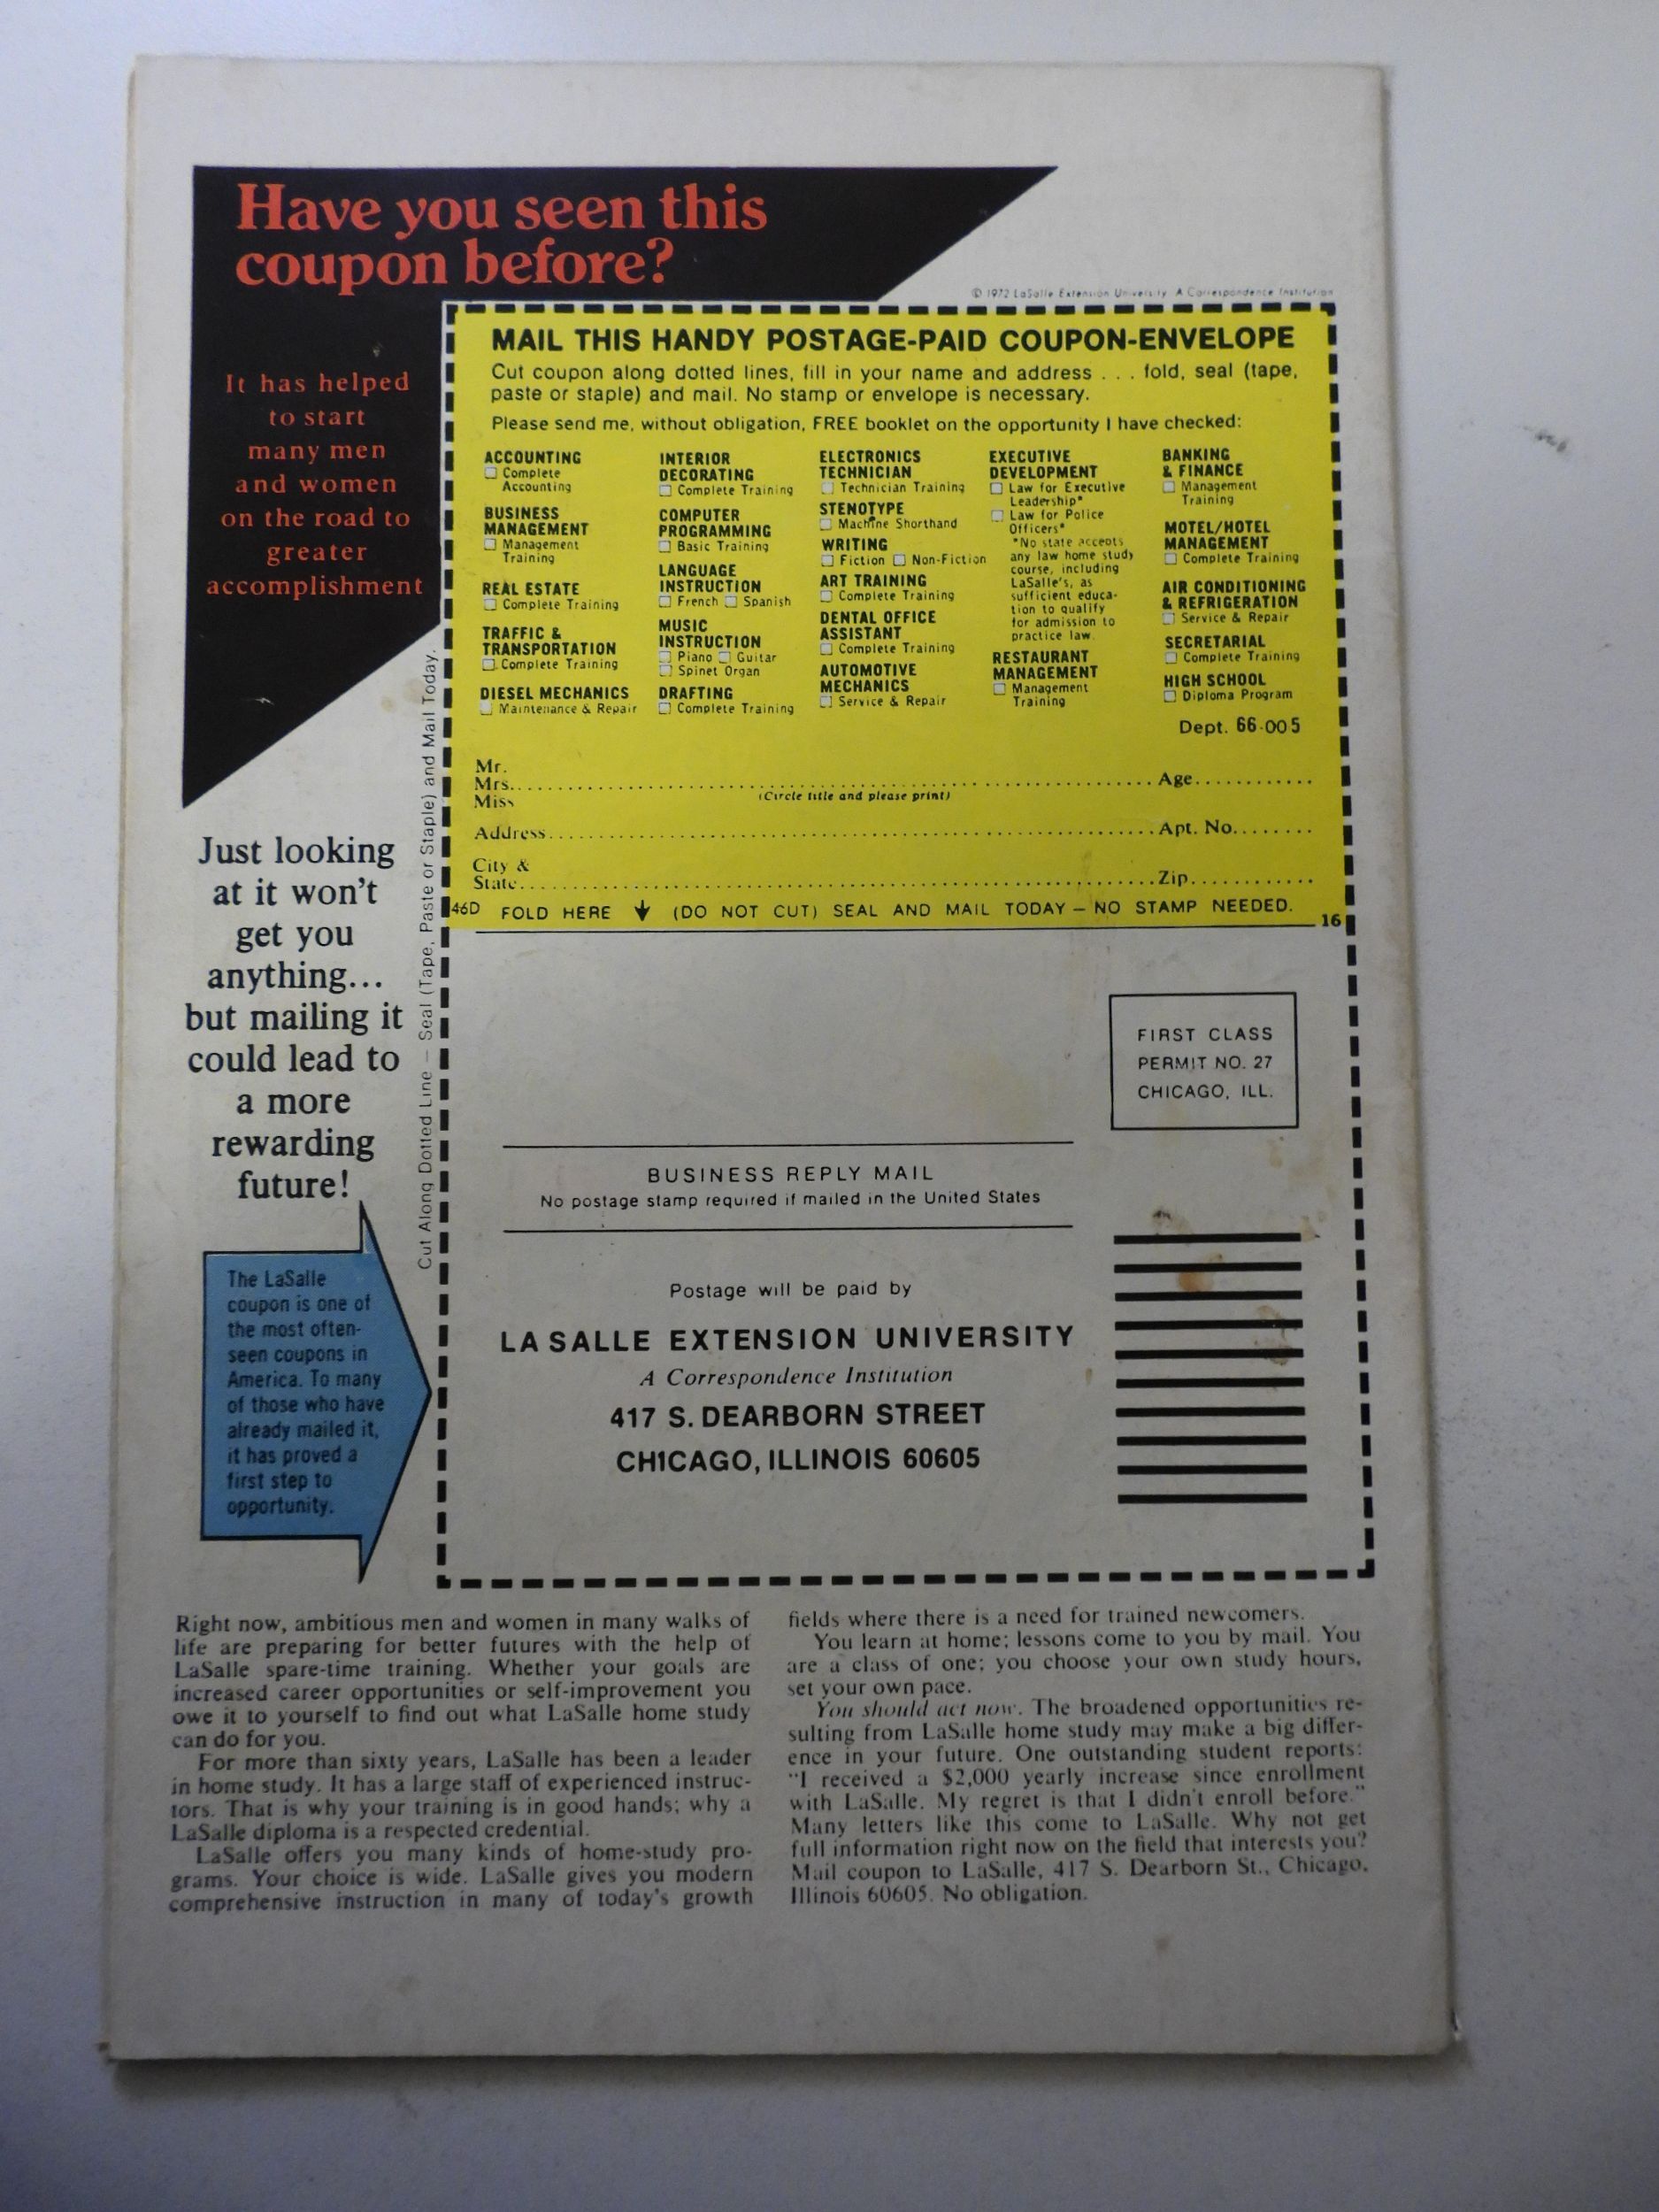 Have you seen this
coupon before?
It has helped
to start
many men
and women
on the road to
greater
accomplishment
© 1972 LaSalle Extension University A Correspondence Institution
MAIL THIS HANDY POSTAGE-PAID COUPON-ENVELOPE
Cut coupon along dotted lines, fill in your name and address . . . fold, seal (tape,
paste or staple) and mail. No stamp or envelope is necessary.
Please send me, without obligation, FREE booklet on the opportunity I have checked:
ACCOUNTING
Complete
Accounting
BUSINESS
MANAGEMENT
Management
Training
REAL ESTATE
Complete Training
TRAFFIC &
TRANSPORTATION
Complete Training
DIESEL MECHANICS
Maintenance & Repair
INTERIOR
DECORATING
Complete Training
COMPUTER
PROGRAMMING
Basic Training
LANGUAGE
INSTRUCTION
French Spanish
MUSIC
INSTRUCTION
Piano Guitar
Spinet Organ
DRAFTING
Complete Training
ELECTRONICS
TECHNICIAN
Technician Training
STENOTYPE
Machine Shorthand
WRITING
Fiction Non-Fiction
ART TRAINING
Complete Training
DENTAL OFFICE
ASSISTANT
Complete Training
AUTOMOTIVE
MECHANICS
Service & Repair
EXECUTIVE
DEVELOPMENT
Law for Executive
Leadership*
Law for Police
Officers*
*No state accepts
any law home study
course, including
LaSalle's, as
sufficient educa-
tion to qualify
for admission to
practice law.
RESTAURANT
MANAGEMENT
Management
Training
BANKING
& FINANCE
Management
Training
MOTEL/HOTEL
MANAGEMENT
Complete Training
AIR CONDITIONING
& REFRIGERATION
Service & Repair
SECRETARIAL
Complete Training
HIGH SCHOOL
Diploma Program
Dept. 66-005
Mr.
Mrs. Age
Miss (Circle title and please print)
Address Apt. No.
City &
State Zip
46D FOLD HERE ↓ (DO NOT CUT) SEAL AND MAIL TODAY – NO STAMP NEEDED.
16
Cut Along Dotted Line – Seal (Tape, Paste or Staple) and Mail Today.
Just looking
at it won't
get you
anything...
but mailing it
could lead to
a more
rewarding
future!
The LaSalle
coupon is one of
the most often-
seen coupons in
America. To many
of those who have
already mailed it,
it has proved a
first step to
opportunity.
FIRST CLASS
PERMIT NO. 27
CHICAGO, ILL.
BUSINESS REPLY MAIL
No postage stamp required if mailed in the United States
Postage will be paid by
LA SALLE EXTENSION UNIVERSITY
A Correspondence Institution
417 S. DEARBORN STREET
CHICAGO, ILLINOIS 60605
Right now, ambitious men and women in many walks of
life are preparing for better futures with the help of
LaSalle spare-time training. Whether your goals are
increased career opportunities or self-improvement you
owe it to yourself to find out what LaSalle home study
can do for you.
For more than sixty years, LaSalle has been a leader
in home study. It has a large staff of experienced instruc-
tors. That is why your training is in good hands; why a
LaSalle diploma is a respected credential.
LaSalle offers you many kinds of home-study pro-
grams. Your choice is wide. LaSalle gives you modern
comprehensive instruction in many of today's growth
fields where there is a need for trained newcomers.
You learn at home; lessons come to you by mail. You
are a class of one; you choose your own study hours,
set your own pace.
You should act now. The broadened opportunities re-
sulting from LaSalle home study may make a big differ-
ence in your future. One outstanding student reports:
"I received a $2,000 yearly increase since enrollment
with LaSalle. My regret is that I didn't enroll before."
Many letters like this come to LaSalle. Why not get
full information right now on the field that interests you?
Mail coupon to LaSalle, 417 S. Dearborn St., Chicago,
Illinois 60605. No obligation.